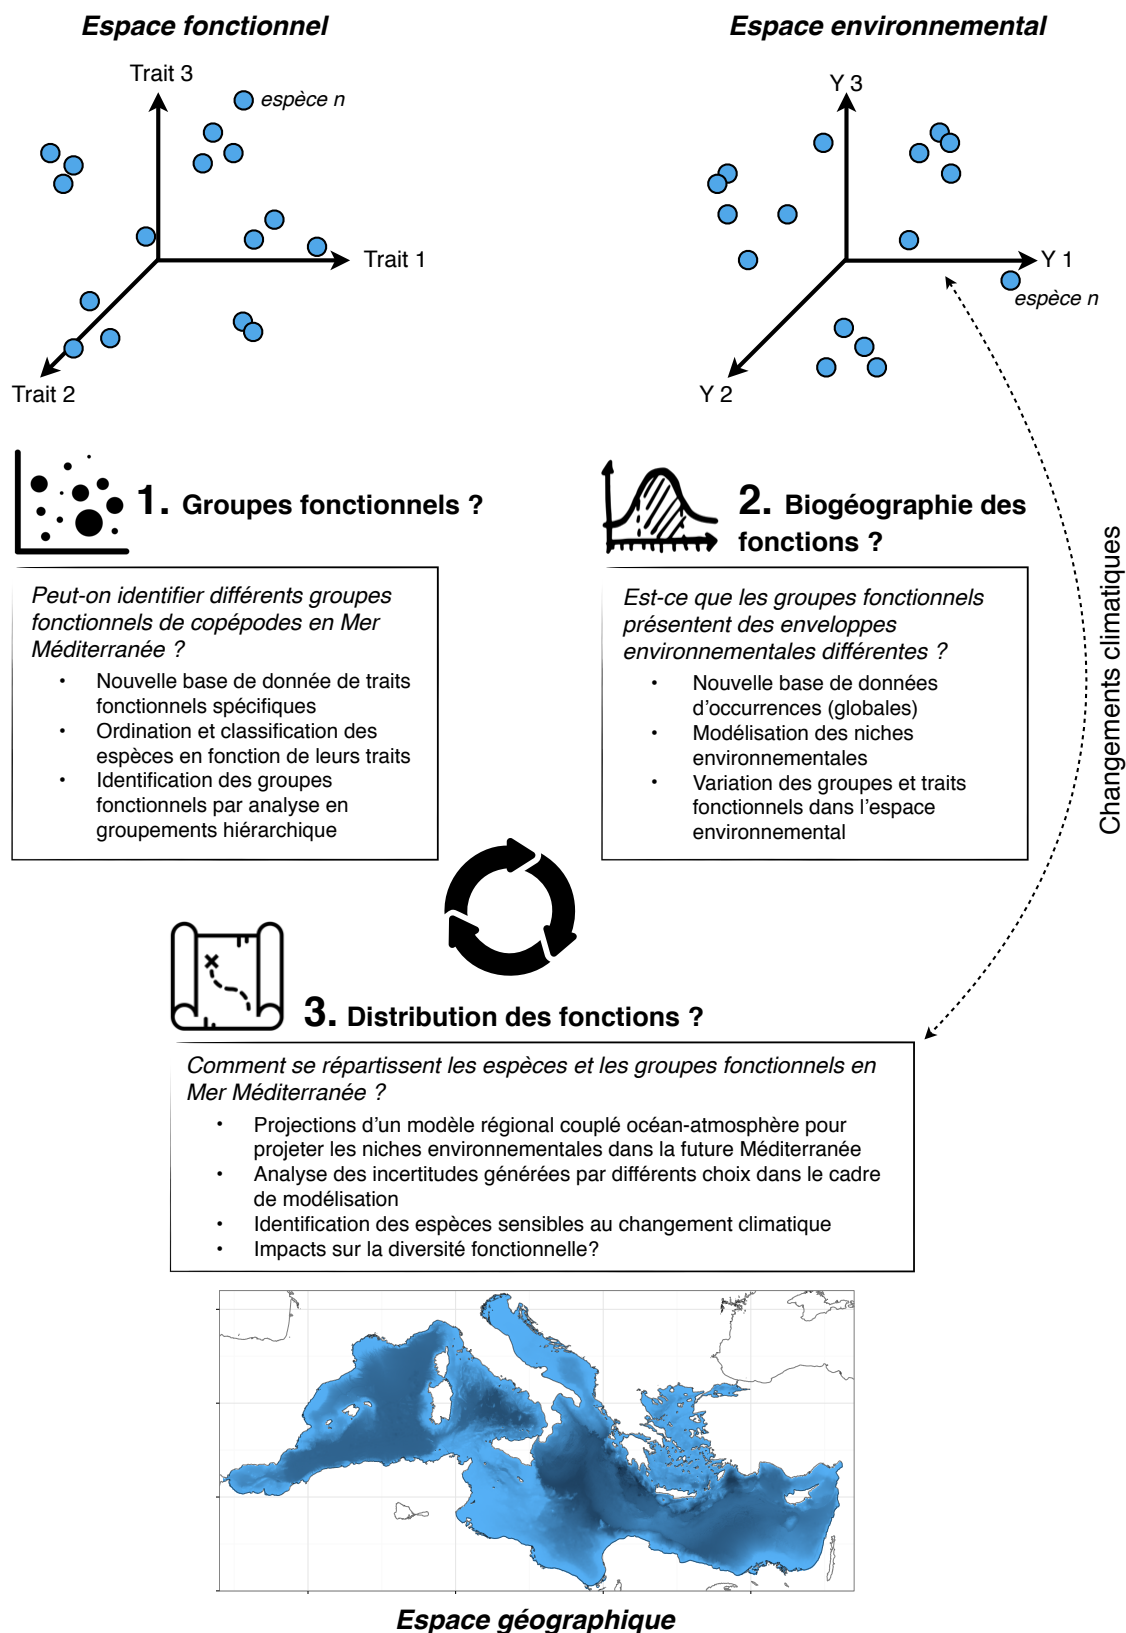 Espace fonctionnel
Trait 3
espèce n
Trait 1
Trait 2
Espace environnemental
Y 3
Y 1
espèce n
Y 2
1. Groupes fonctionnels ?
Peut-on identifier différents groupes
fonctionnels de copépodes en Mer
Méditerranée ?
• Nouvelle base de donnée de traits
fonctionnels spécifiques
• Ordination et classification des
espèces en fonction de leurs traits
• Identification des groupes
fonctionnels par analyse en
groupements hiérarchique
2. Biogéographie des
fonctions ?
Est-ce que les groupes fonctionnels
présentent des enveloppes
environnementales différentes ?
• Nouvelle base de données
d'occurrences (globales)
• Modélisation des niches
environnementales
• Variation des groupes et traits
fonctionnels dans l'espace
environnemental
Changements climatiques
3. Distribution des fonctions ?
Comment se répartissent les espèces et les groupes fonctionnels en
Mer Méditerranée ?
• Projections d'un modèle régional couplé océan-atmosphère pour
projeter les niches environnementales dans la future Méditerranée
• Analyse des incertitudes générées par différents choix dans le cadre
de modélisation
• Identification des espèces sensibles au changement climatique
• Impacts sur la diversité fonctionnelle?
Espace géographique